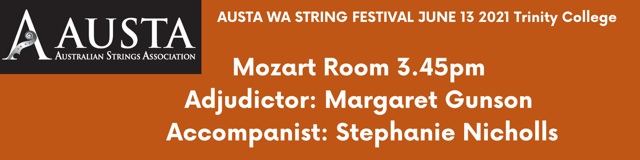 AUSTA
AUSTRALIAN STRINGS ASSOCIATION
AUSTA WA STRING FESTIVAL JUNE 13 2021 Trinity College
Mozart Room 3.45pm
Adjudictor: Margaret Gunson
Accompanist: Stephanie Nicholls